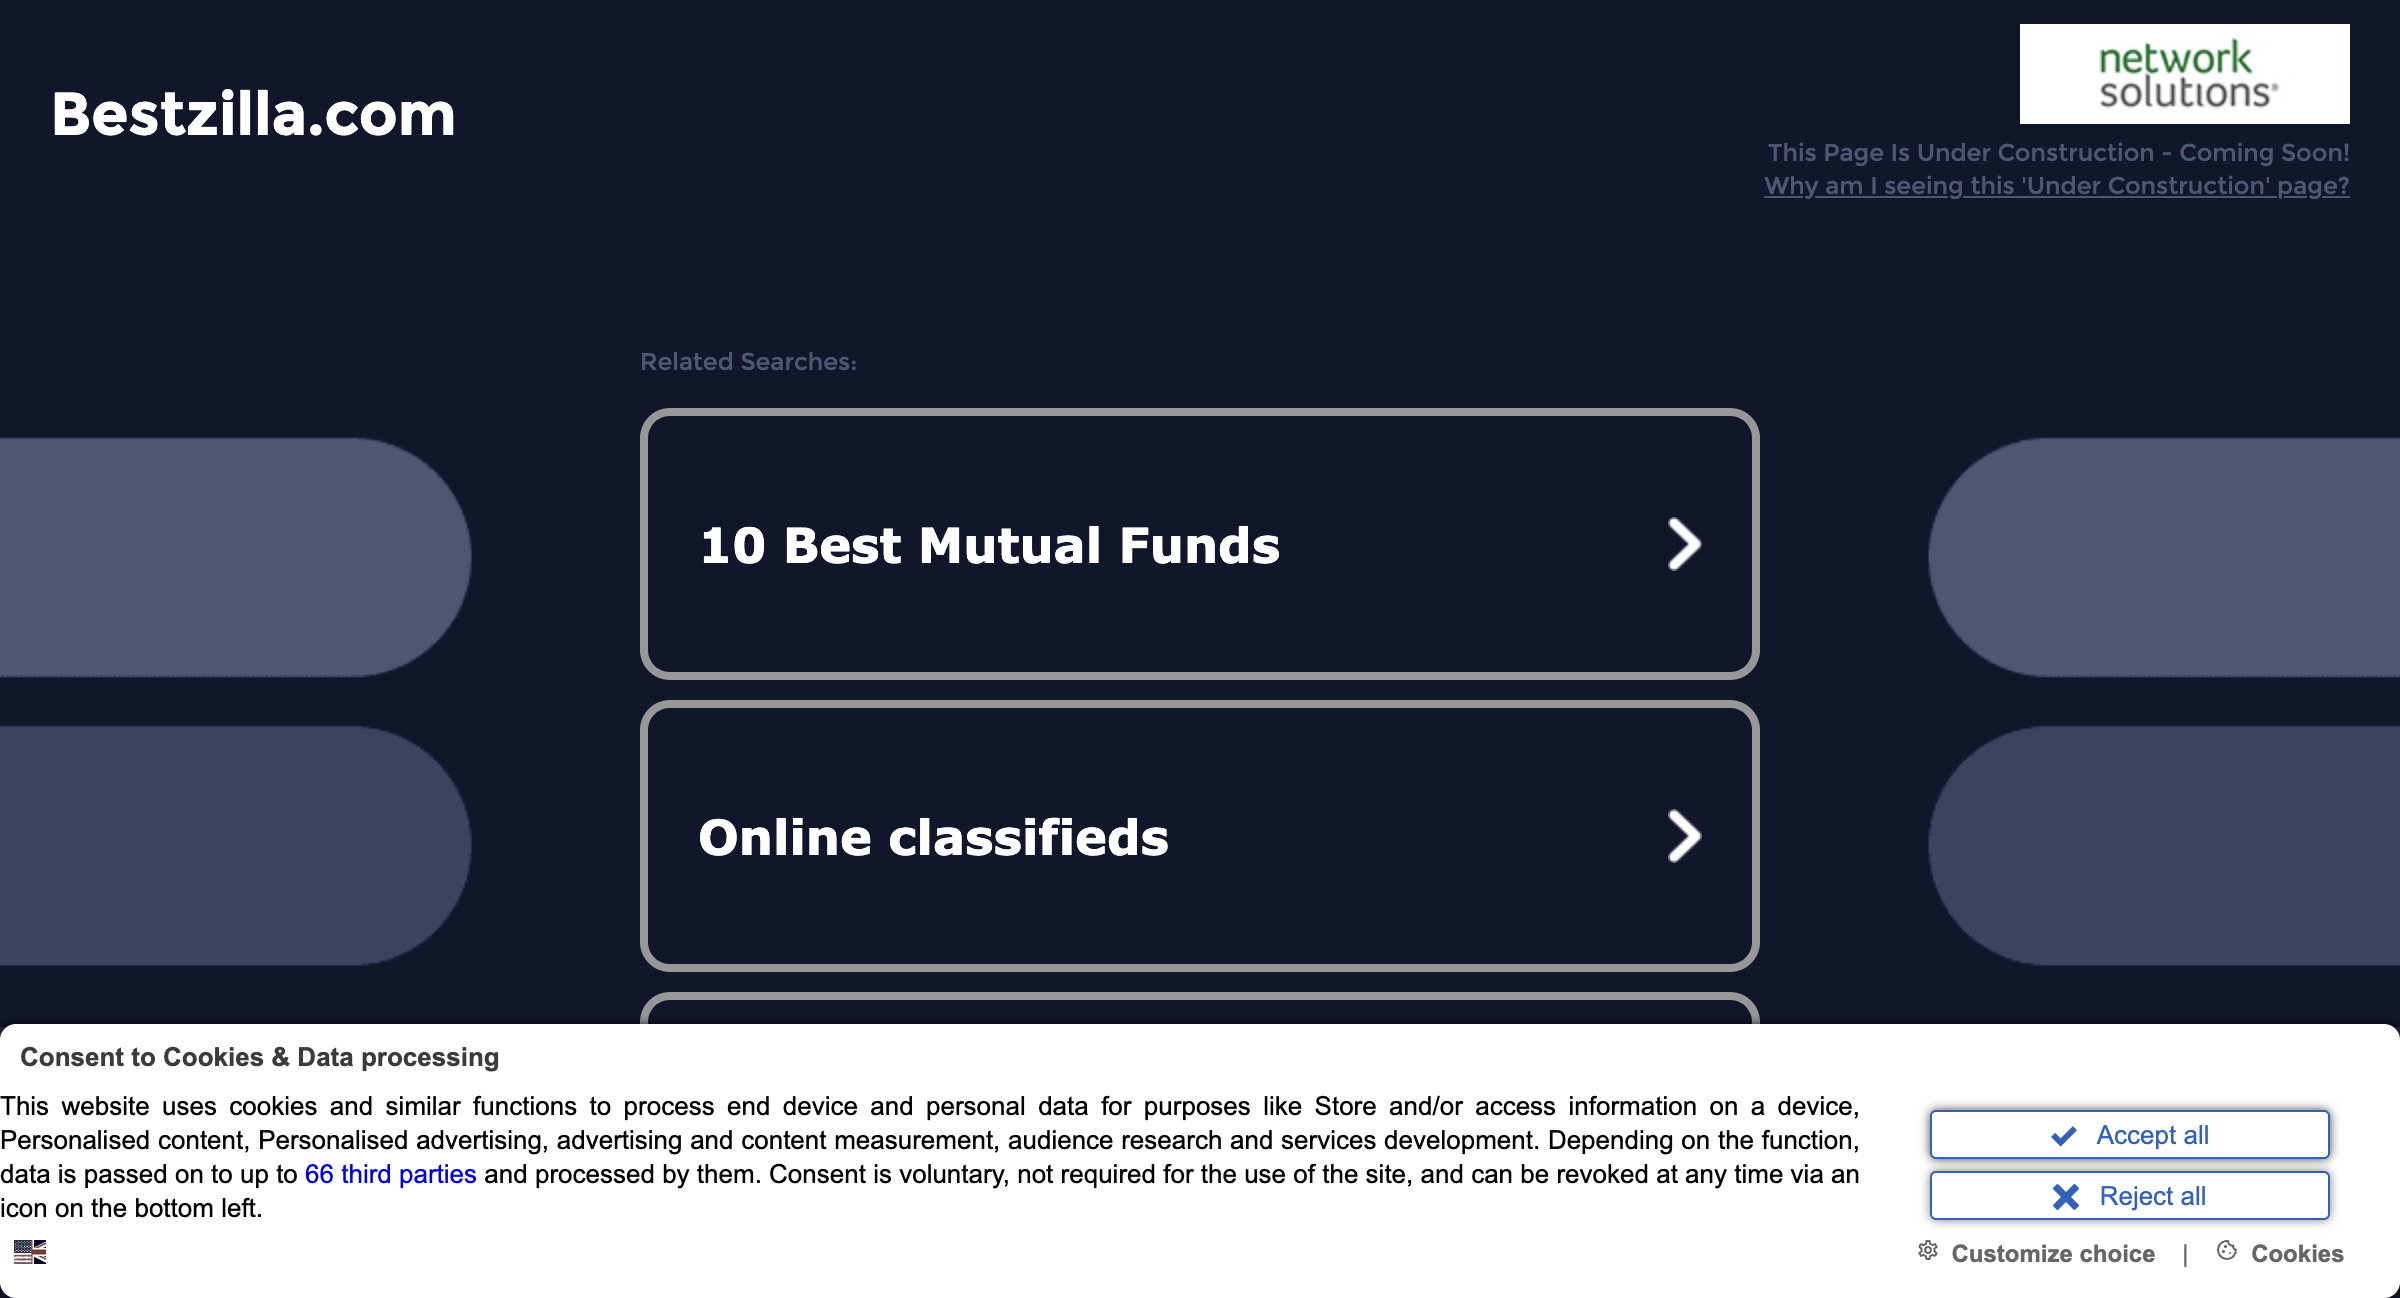 Bestzilla.com
network
solutions®
This Page Is Under Construction - Coming Soon!
Why am I seeing this 'Under Construction' page?
Related Searches:
10 Best Mutual Funds
Online classifieds
Consent to Cookies & Data processing
This website uses cookies and similar functions to process end device and personal data for purposes like Store and/or access information on a device,
Personalised content, Personalised advertising, advertising and content measurement, audience research and services development. Depending on the function,
data is passed on to up to 66 third parties and processed by them. Consent is voluntary, not required for the use of the site, and can be revoked at any time via an
icon on the bottom left.
Accept all
Reject all
Customize choice | Cookies